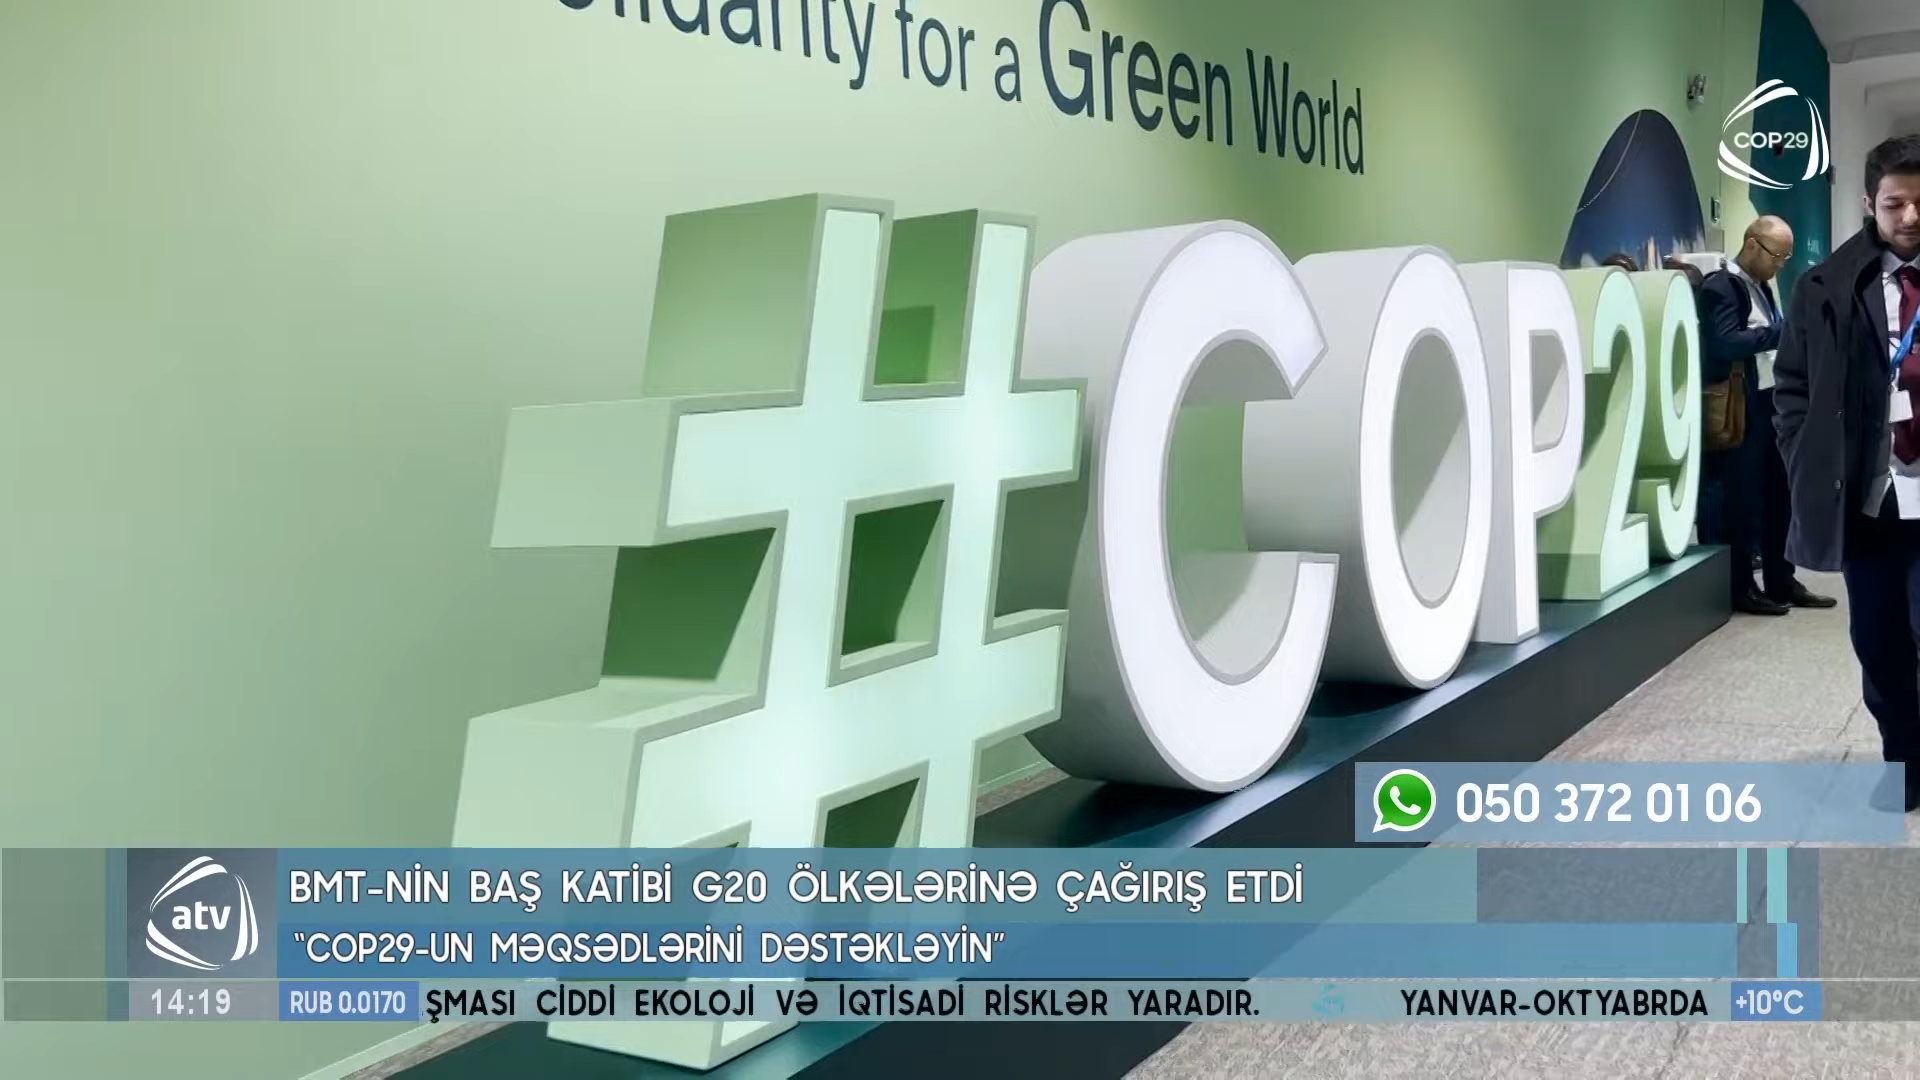 for a Green World
COP29
#COP29
050 372 01 06
atv
BMT-NİN BAŞ KATİBİ G20 ÖLKƏLƏRİNƏ ÇAĞIRIŞ ETDİ
“COP29-UN MƏQSƏDLƏRİNİ DƏSTƏKLƏYİN”
14:19 RUB 0.0170 ŞMASI CİDDİ EKOLOJİ VƏ İQTİSADİ RİSKLƏR YARADIR. YANVAR-OKTYABRDA +10°C